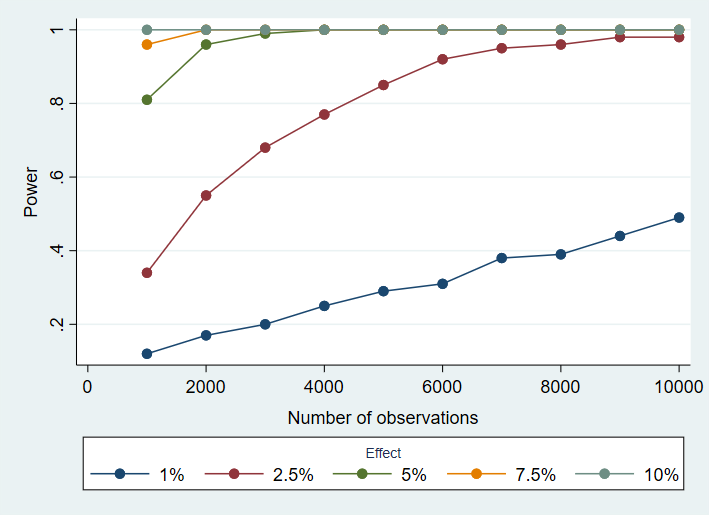 1
.8
.6
.4
.2
Power
0 2000 4000 6000 8000 10000
Number of observations
Effect
1% 2.5% 5% 7.5% 10%